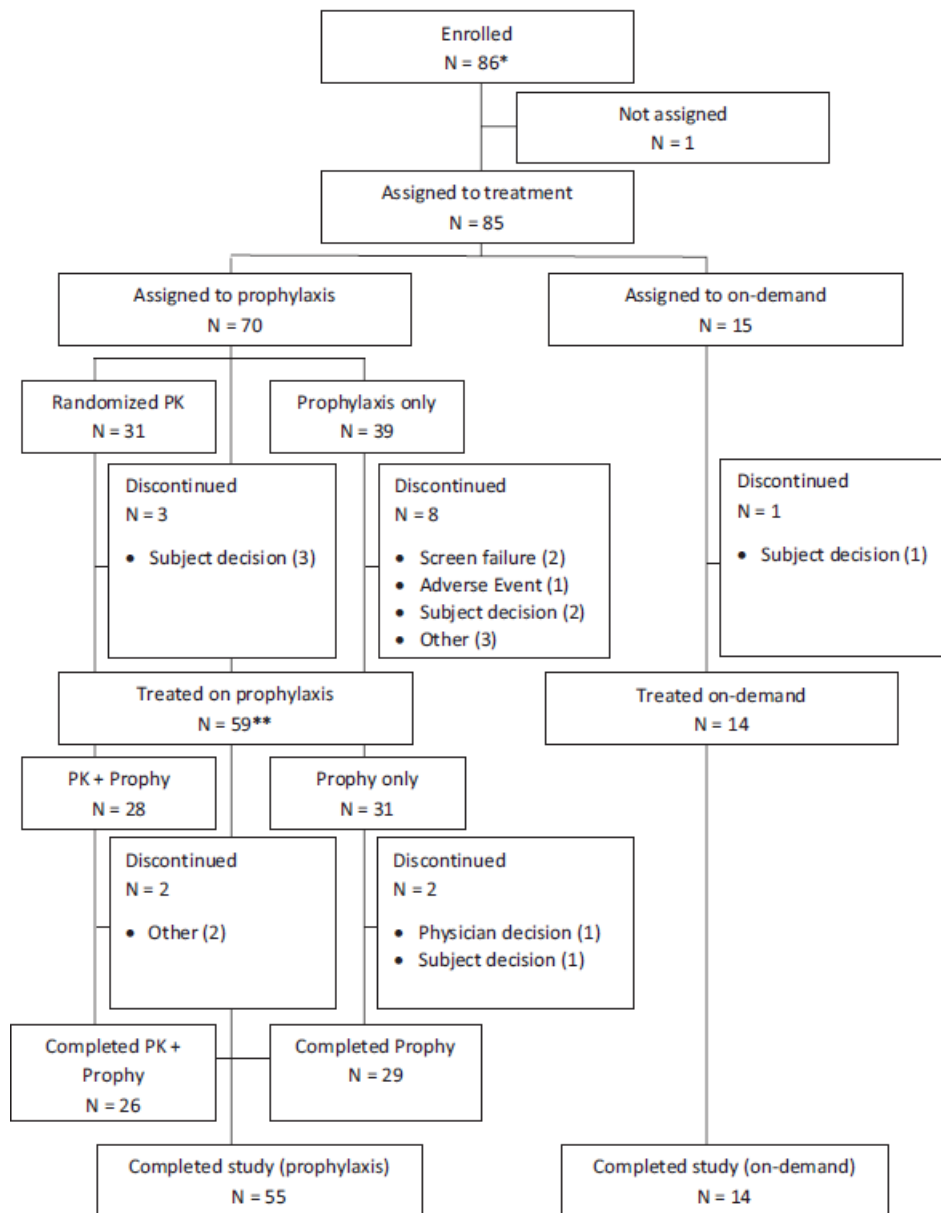 Enrolled
N = 86*
Not assigned
N = 1
Assigned to treatment
N = 85
Assigned to prophylaxis
N = 70
Assigned to on-demand
N = 15
Randomized PK
N = 31
Prophylaxis only
N = 39
Discontinued
N = 3
• Subject decision (3)
Discontinued
N = 8
• Screen failure (2)
• Adverse Event (1)
• Subject decision (2)
• Other (3)
Discontinued
N = 1
• Subject decision (1)
Treated on prophylaxis
N = 59**
Treated on-demand
N = 14
PK + Prophy
N = 28
Prophy only
N = 31
Discontinued
N = 2
• Other (2)
Discontinued
N = 2
• Physician decision (1)
• Subject decision (1)
Completed PK +
Prophy
N = 26
Completed Prophy
N = 29
Completed study (prophylaxis)
N = 55
Completed study (on-demand)
N = 14